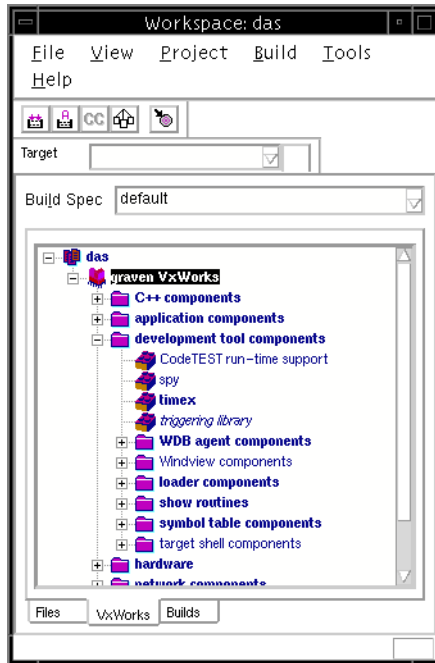 Workspace: das
File View Project Build Tools
Help
CC
Target
Build Spec default
das
graven VxWorks
C++ components
application components
development tool components
CodeTEST run-time support
spy
timex
triggering library
WDB agent components
Windview components
loader components
show routines
symbol table components
target shell components
hardware
network components
Files VxWorks Builds